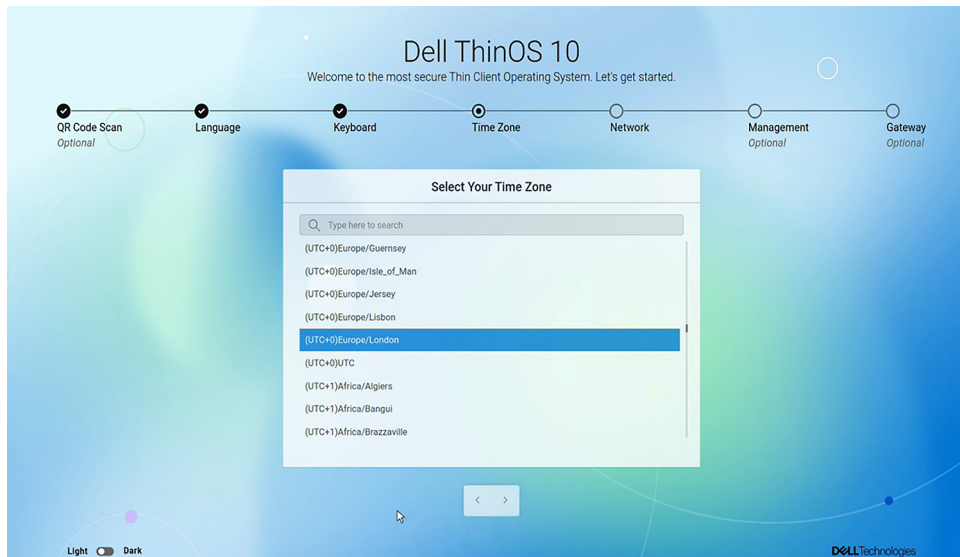 Dell ThinOS 10
Welcome to the most secure Thin Client Operating System. Let's get started.
QR Code Scan
Optional
Language
Keyboard
Time Zone
Network
Management
Optional
Gateway
Optional
Select Your Time Zone
Type here to search
(UTC+0)Europe/Guernsey
(UTC+0)Europe/Isle_of_Man
(UTC+0)Europe/Jersey
(UTC+0)Europe/Lisbon
(UTC+0)Europe/London
(UTC+0)UTC
(UTC+1)Africa/Algiers
(UTC+1)Africa/Bangui
(UTC+1)Africa/Brazzaville
Light Dark
DELLTechnologies